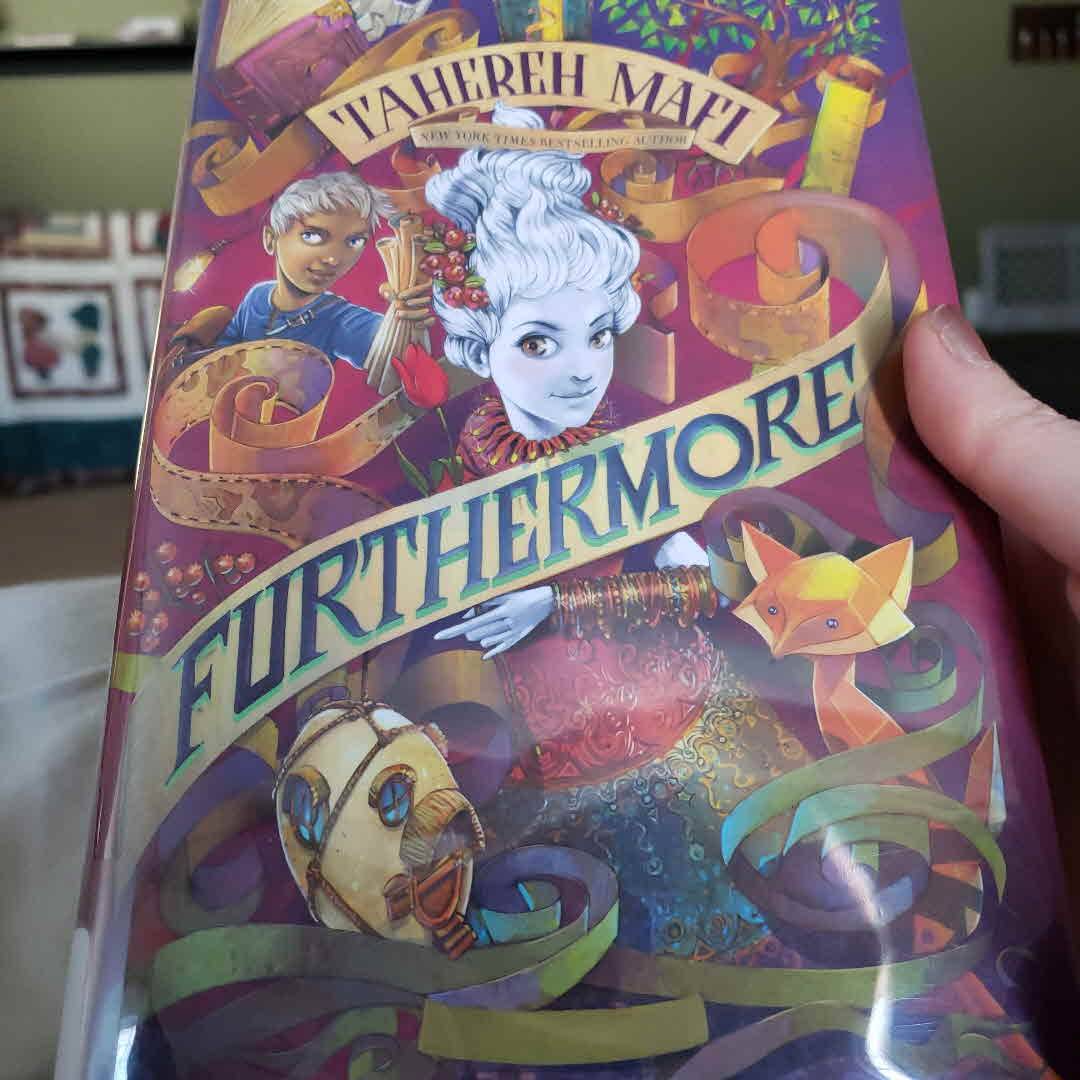 TAHEREH MAFI
NEW YORK TIMES BESTSELLING AUTHOR
FURTHERMORE